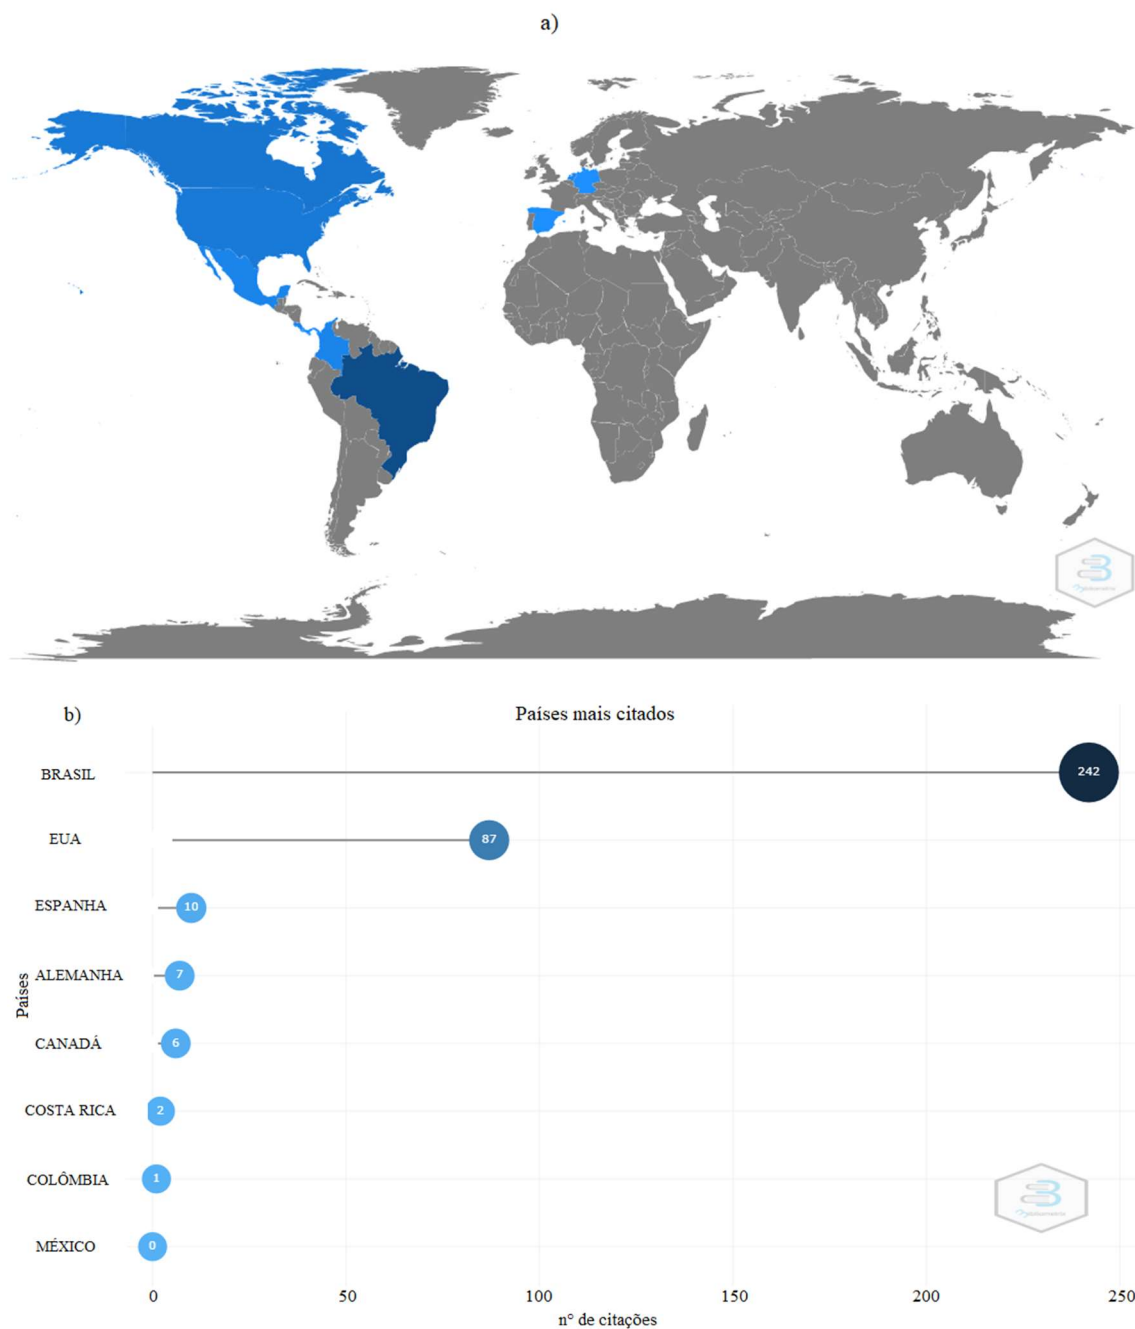 a)
b)
Países mais citados
BRASIL
242
EUA
87
ESPANHA
10
ALEMANHA
7
Países
CANADÁ
6
COSTA RICA
2
COLÔMBIA
1
MÉXICO
0
0 50 100 150 200 250
n° de citações